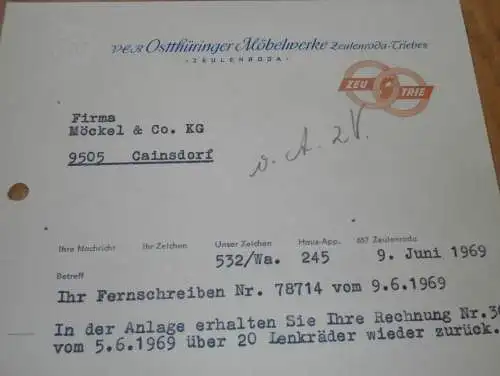 VEB Ostthüringer Möbelwerke Zeulenroda-Triebes
· ZEULENRODA ·
ZEU TRIE
Firma
Möckel & Co. KG
9505 Cainsdorf
Ihre Nachricht Ihr Zeichen Unser Zeichen Haus-App. 657 Zeulenroda
532/Wa. 245 9. Juni 1969
Betreff
Ihr Fernschreiben Nr. 78714 vom 9.6.1969
In der Anlage erhalten Sie Ihre Rechnung Nr.
vom 5.6.1969 über 20 Lenkräder wieder zurück.